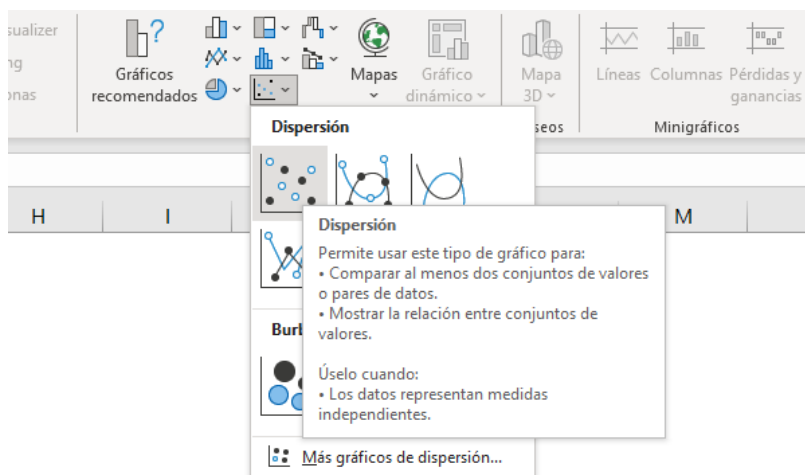 sualizer
ng
onas
Gráficos
recomendados
Mapas
Gráfico
dinámico
Mapa
3D
Líneas
Columnas
Pérdidas y
ganancias
seos
Minigráficos
Dispersión
H
I
M
Dispersión
Permite usar este tipo de gráfico para:
• Comparar al menos dos conjuntos de valores
o pares de datos.
• Mostrar la relación entre conjuntos de
valores.
Úselo cuando:
• Los datos representan medidas
independientes.
Burb
Más gráficos de dispersión...